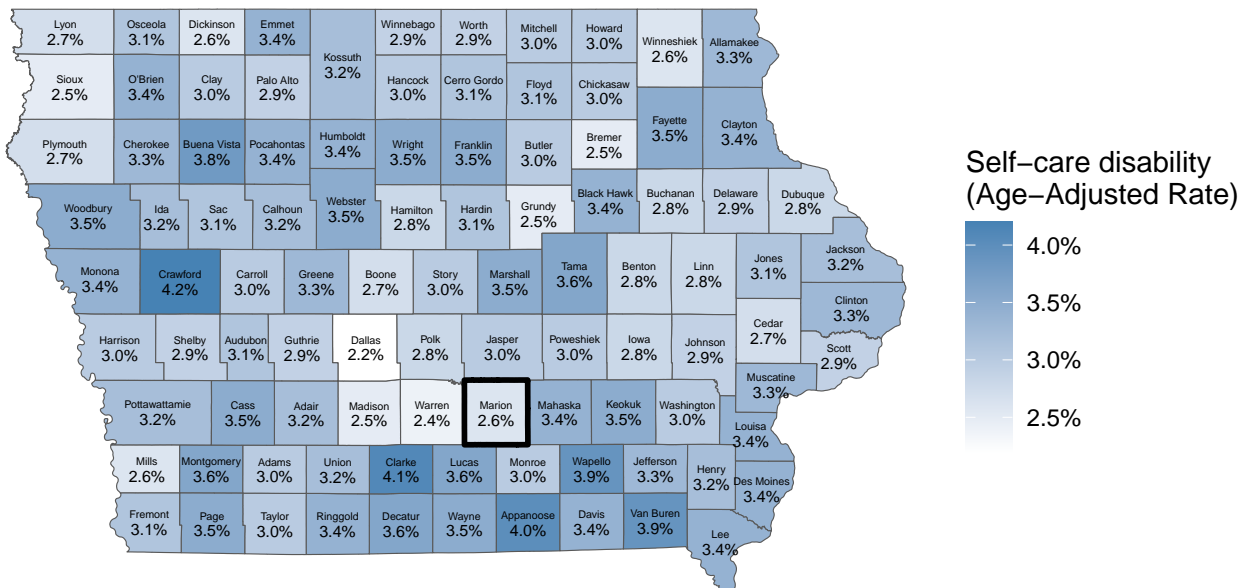 Lyon
2.7%
Osceola
3.1%
Dickinson
2.6%
Emmet
3.4%
Kossuth
3.2%
Winnebago
2.9%
Worth
2.9%
Mitchell
3.0%
Howard
3.0%
Winneshiek
2.6%
Allamakee
3.3%
Sioux
2.5%
O'Brien
3.4%
Clay
3.0%
Palo Alto
2.9%
Hancock
3.0%
Cerro Gordo
3.1%
Floyd
3.1%
Chickasaw
3.0%
Plymouth
2.7%
Cherokee
3.3%
Buena Vista
3.8%
Pocahontas
3.4%
Humboldt
3.4%
Wright
3.5%
Franklin
3.5%
Butler
3.0%
Bremer
2.5%
Fayette
3.5%
Clayton
3.4%
Woodbury
3.5%
Ida
3.2%
Sac
3.1%
Calhoun
3.2%
Webster
3.5%
Hamilton
2.8%
Hardin
3.1%
Grundy
2.5%
Black Hawk
3.4%
Buchanan
2.8%
Delaware
2.9%
Dubuque
2.8%
Monona
3.4%
Crawford
4.2%
Carroll
3.0%
Greene
3.3%
Boone
2.7%
Story
3.0%
Marshall
3.5%
Tama
3.6%
Benton
2.8%
Linn
2.8%
Jones
3.1%
Jackson
3.2%
Clinton
3.3%
Harrison
3.0%
Shelby
2.9%
Audubon
3.1%
Guthrie
2.9%
Dallas
2.2%
Polk
2.8%
Jasper
3.0%
Poweshiek
3.0%
Iowa
2.8%
Johnson
2.9%
Cedar
2.7%
Scott
2.9%
Muscatine
3.3%
Pottawattamie
3.2%
Cass
3.5%
Adair
3.2%
Madison
2.5%
Warren
2.4%
Marion
2.6%
Mahaska
3.4%
Keokuk
3.5%
Washington
3.0%
Louisa
3.4%
Mills
2.6%
Montgomery
3.6%
Adams
3.0%
Union
3.2%
Clarke
4.1%
Lucas
3.6%
Monroe
3.0%
Wapello
3.9%
Jefferson
3.3%
Henry
3.2%
Des Moines
3.4%
Fremont
3.1%
Page
3.5%
Taylor
3.0%
Ringgold
3.4%
Decatur
3.6%
Wayne
3.5%
Appanoose
4.0%
Davis
3.4%
Van Buren
3.9%
Lee
3.4%
Self−care disability
(Age−Adjusted Rate)
4.0%
3.5%
3.0%
2.5%